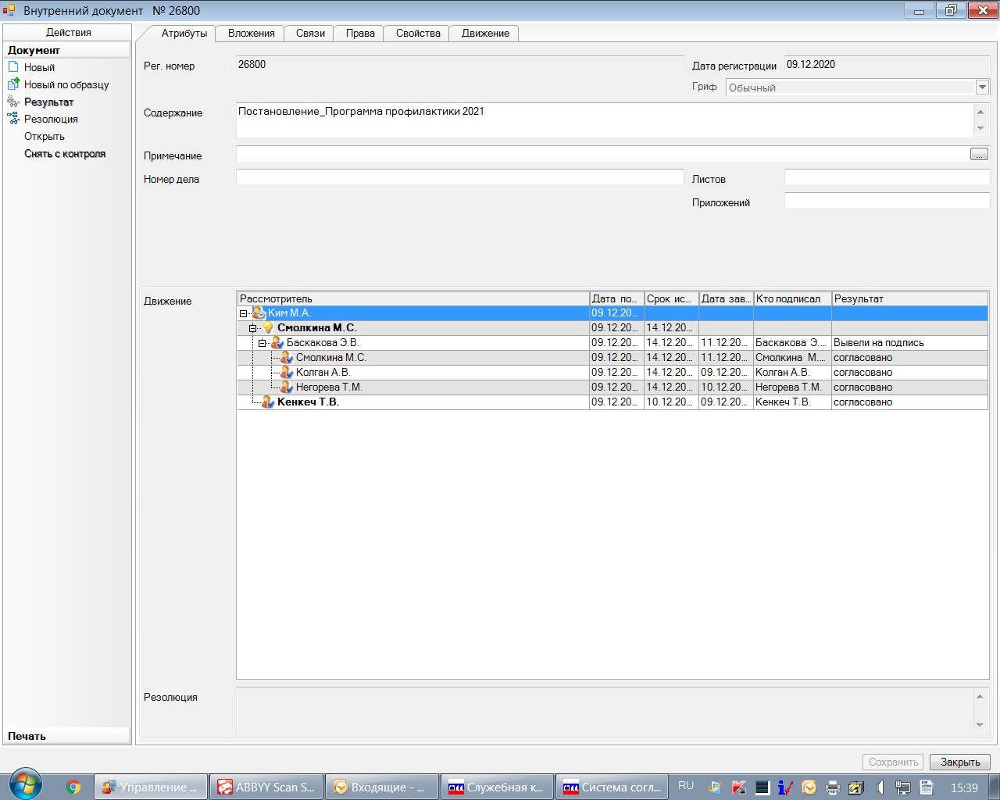 Внутренний документ № 26800
Действия
Документ
Новый
Новый по образцу
Результат
Резолюция
Открыть
Снять с контроля
Печать
Атрибуты Вложения Связи Права Свойства Движение
Рег. номер 26800 Дата регистрации 09.12.2020
Гриф Обычный
Содержание Постановление_Программа профилактики 2021
Примечание ...
Номер дела Листов
Приложений
Движение
Рассмотритель Дата по... Срок ис... Дата зав... Кто подписал Результат
Ким М.А. 09.12.20...
Смолкина М.С. 09.12.20... 14.12.20...
Баскакова Э.В. 09.12.20... 14.12.20... 11.12.20... Баскакова Э.... Вывели на подпись
Смолкина М.С. 09.12.20... 14.12.20... 11.12.20... Смолкина М.... согласовано
Колган А.В. 09.12.20... 14.12.20... 09.12.20... Колган А.В. согласовано
Негорева Т.М. 09.12.20... 14.12.20... 10.12.20... Негорева Т.М. согласовано
Кенкеч Т.В. 09.12.20... 10.12.20... 09.12.20... Кенкеч Т.В. согласовано
Резолюция
Сохранить Закрыть
Управление ... ABBYY Scan S... Входящие - ... Служебная к... Система согл... RU 15:39